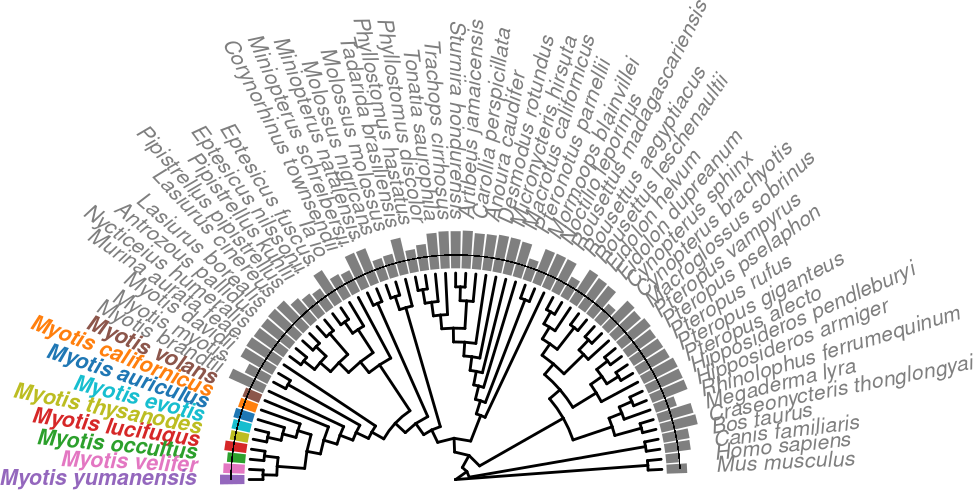 Myotis yumanensis
Myotis velifer
Myotis occultus
Myotis lucifugus
Myotis thysanodes
Myotis evotis
Myotis auriculus
Myotis californicus
Myotis volans
Myotis brandtii
Myotis myotis
Myotis davidii
Murina aurata feae
Nycticeius humeralis
Antrozous pallidus
Lasiurus borealis
Lasiurus cinereus
Pipistrellus pipistrellus
Pipistrellus kuhlii
Eptesicus nilssonii
Eptesicus fuscus
Corynorhinus townsendii
Miniopterus schreibersii
Miniopterus natalensis
Molossus nigricans
Molossus molossus
Tadarida brasiliensis
Phyllostomus hastatus
Phyllostomus discolor
Tonatia saurophila
Trachops cirrhosus
Sturnira hondurensis
Artibeus jamaicensis
Carollia perspicillata
Anoura caudifer
Desmodus rotundus
Micronycteris hirsuta
Macrotus californicus
Pteronotus parnellii
Mormoops blainvillei
Noctilio leporinus
Rousettus madagascariensis
Rousettus aegyptiacus
Rousettus leschenaultii
Eidolon helvum
Eidolon dupreanum
Cynopterus sphinx
Cynopterus brachyotis
Macroglossus sobrinus
Pteropus vampyrus
Pteropus pselaphon
Pteropus rufus
Pteropus giganteus
Pteropus alecto
Hipposideros pendleburyi
Hipposideros armiger
Rhinolophus ferrumequinum
Megaderma lyra
Craseonycteris thonglongyai
Bos taurus
Canis familiaris
Homo sapiens
Mus musculus